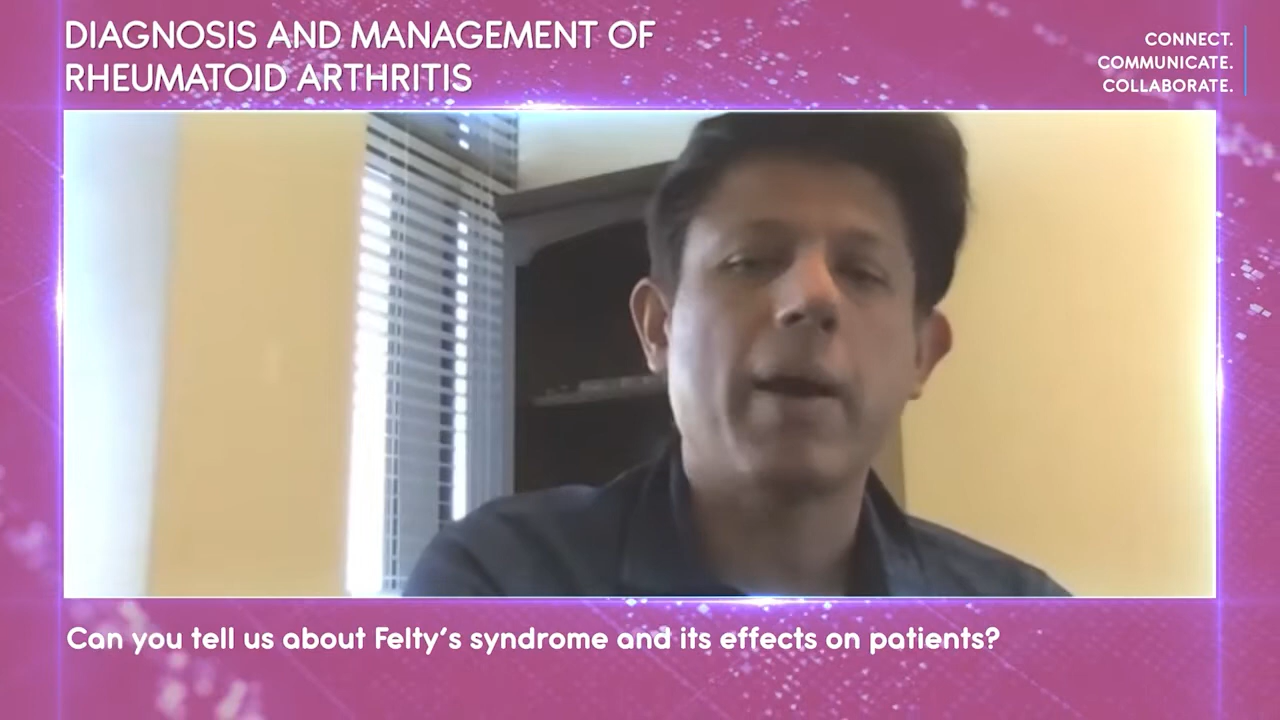 DIAGNOSIS AND MANAGEMENT OF
RHEUMATOID ARTHRITIS
CONNECT.
COMMUNICATE.
COLLABORATE.
Can you tell us about Felty's syndrome and its effects on patients?